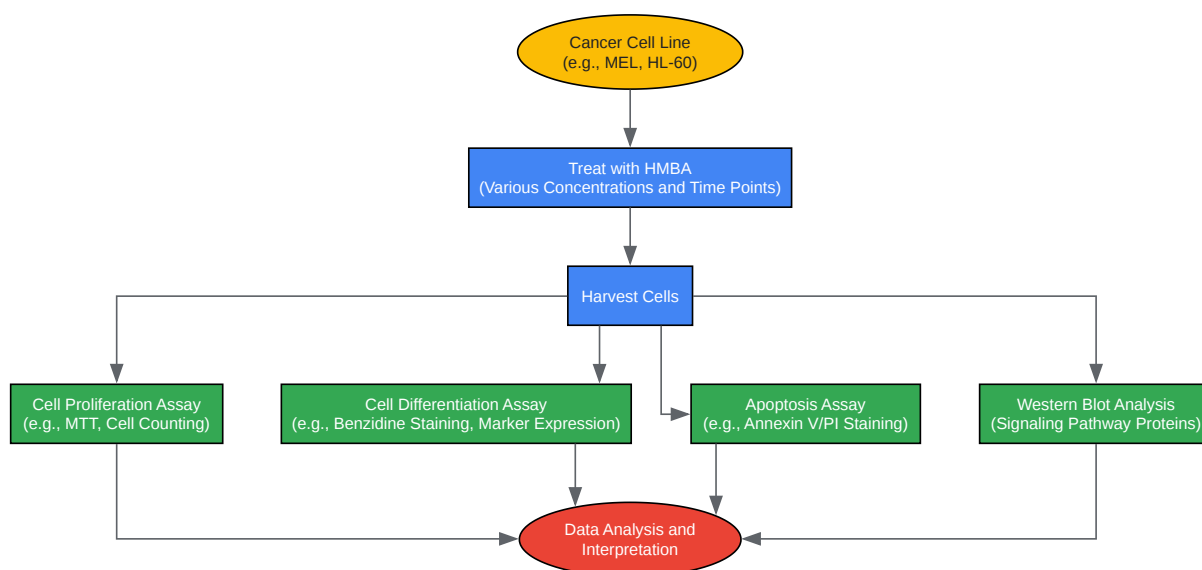 Cancer Cell Line
(e.g., MEL, HL-60)
Treat with HMBA
(Various Concentrations and Time Points)
Harvest Cells
Cell Proliferation Assay
(e.g., MTT, Cell Counting)
Cell Differentiation Assay
(e.g., Benzidine Staining, Marker Expression)
Apoptosis Assay
(e.g., Annexin V/PI Staining)
Western Blot Analysis
(Signaling Pathway Proteins)
Data Analysis and
Interpretation